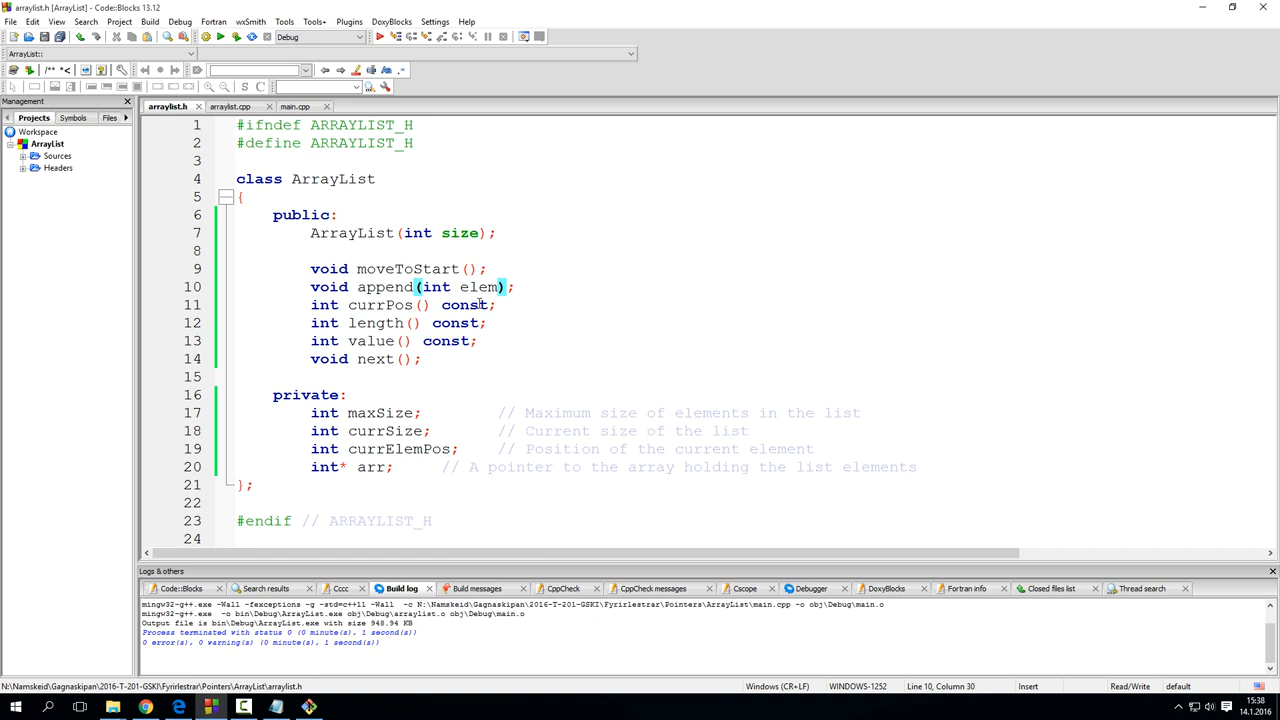 arraylist.h [ArrayList] - Code::Blocks 13.12
File Edit View Search Project Build Debug Fortran wxSmith Tools Tools+ Plugins DoxyBlocks Settings Help
Debug
ArrayList::
/** *<
S C
Management
Projects Symbols Files
Workspace
ArrayList
Sources
Headers
arraylist.h arraylist.cpp main.cpp
1 #ifndef ARRAYLIST_H
2 #define ARRAYLIST_H
3
4 class ArrayList
5 {
6 public:
7 ArrayList(int size);
8
9 void moveToStart();
10 void append(int elem);
11 int currPos() const;
12 int length() const;
13 int value() const;
14 void next();
15
16 private:
17 int maxSize; // Maximum size of elements in the list
18 int currSize; // Current size of the list
19 int currElemPos; // Position of the current element
20 int* arr; // A pointer to the array holding the list elements
21 };
22
23 #endif // ARRAYLIST_H
24
Logs & others
Code::Blocks Search results Cccc Build log Build messages CppCheck CppCheck messages Cscope Debugger DoxyBlocks Fortran info Closed files list Thread search
mingw32-g++.exe -Wall -fexceptions -g -std=c++11 -Wall -c N:\Namskeid\Gagnaskipan\2016-T-201-GSKI\Fyrirlestrar\Pointers\ArrayList\main.cpp -o obj\Debug\main.o
mingw32-g++.exe -o bin\Debug\ArrayList.exe obj\Debug\arraylist.o obj\Debug\main.o
Output file is bin\Debug\ArrayList.exe with size 948.94 KB
Process terminated with status 0 (0 minute(s), 1 second(s))
0 error(s), 0 warning(s) (0 minute(s), 1 second(s))
N:\Namskeid\Gagnaskipan\2016-T-201-GSKI\Fyrirlestrar\Pointers\ArrayList\arraylist.h Windows (CR+LF) WINDOWS-1252 Line 10, Column 30 Insert Read/Write default
15:38
14.1.2016